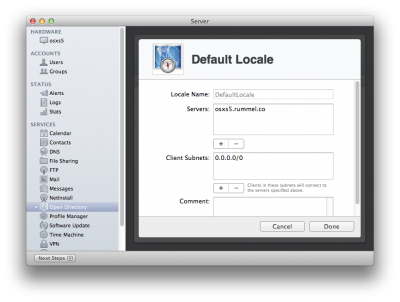 Server
HARDWARE
osxs5
ACCOUNTS
Users
Groups
STATUS
Alerts
Logs
Stats
SERVICES
Calendar
Contacts
DNS
File Sharing
FTP
Mail
Messages
NetInstall
Open Directory
Profile Manager
Software Update
Time Machine
VPN
Next Steps
Default Locale
Locale Name: DefaultLocale
Servers: osxs5.rummel.co
+ −
Client Subnets: 0.0.0.0/0
+ − Clients in these subnets will connect to
the servers specified above.
Comment:
Cancel Done